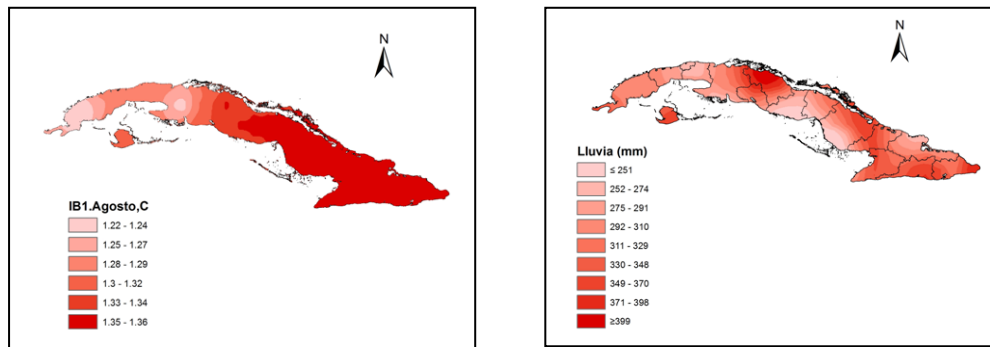 N
IB1.Agosto,C
1.22 - 1.24
1.25 - 1.27
1.28 - 1.29
1.3 - 1.32
1.33 - 1.34
1.35 - 1.36
N
Lluvia (mm)
≤ 251
252 - 274
275 - 291
292 - 310
311 - 329
330 - 348
349 - 370
371 - 398
≥399